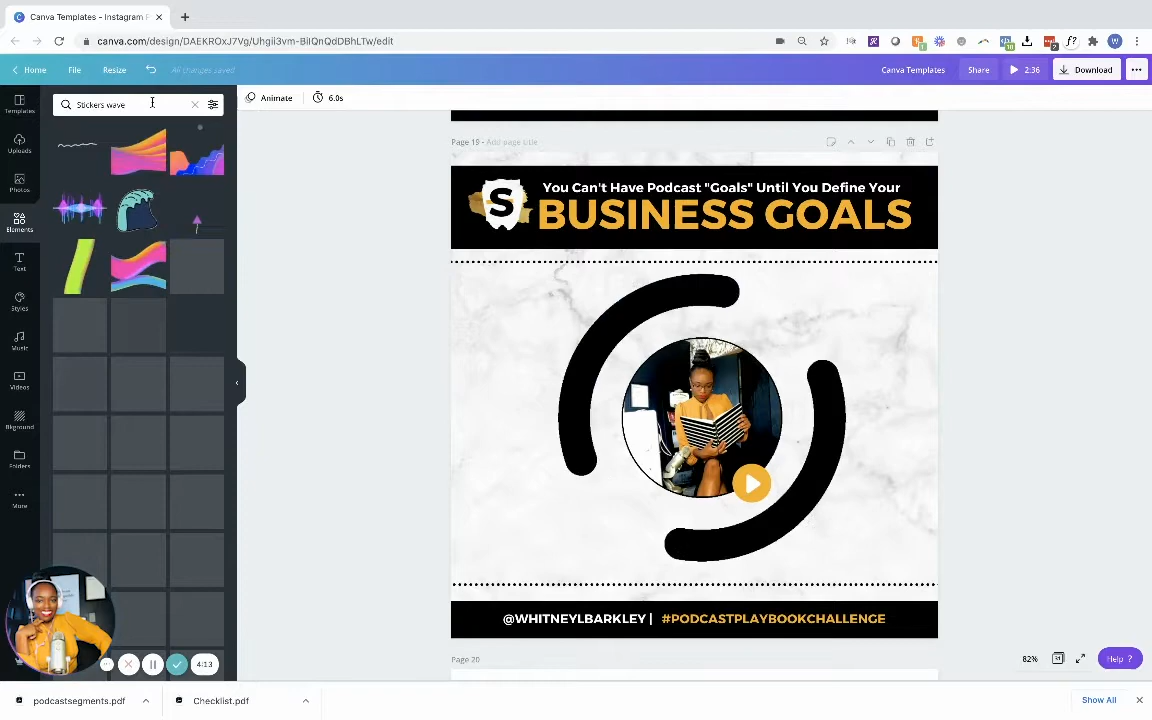 Canva Templates - Instagram P
canva.com/design/DAEKROxJ7Vg/Uhgii3vm-BiIQnQdDBhLTw/edit
Home
File
Resize
All changes saved
Canva Templates
Share
2:36
Download
Stickers wave
Animate
6.0s
Templates
Uploads
Photos
Elements
Text
Styles
Music
Videos
Bkground
Folders
More
Page 19 - Add page title
S
You Can't Have Podcast "Goals" Until You Define Your
BUSINESS GOALS
@WHITNEYLBARKLEY | #PODCASTPLAYBOOKCHALLENGE
Page 20
82%
Help ?
4:13
podcastsegments.pdf
Checklist.pdf
Show All